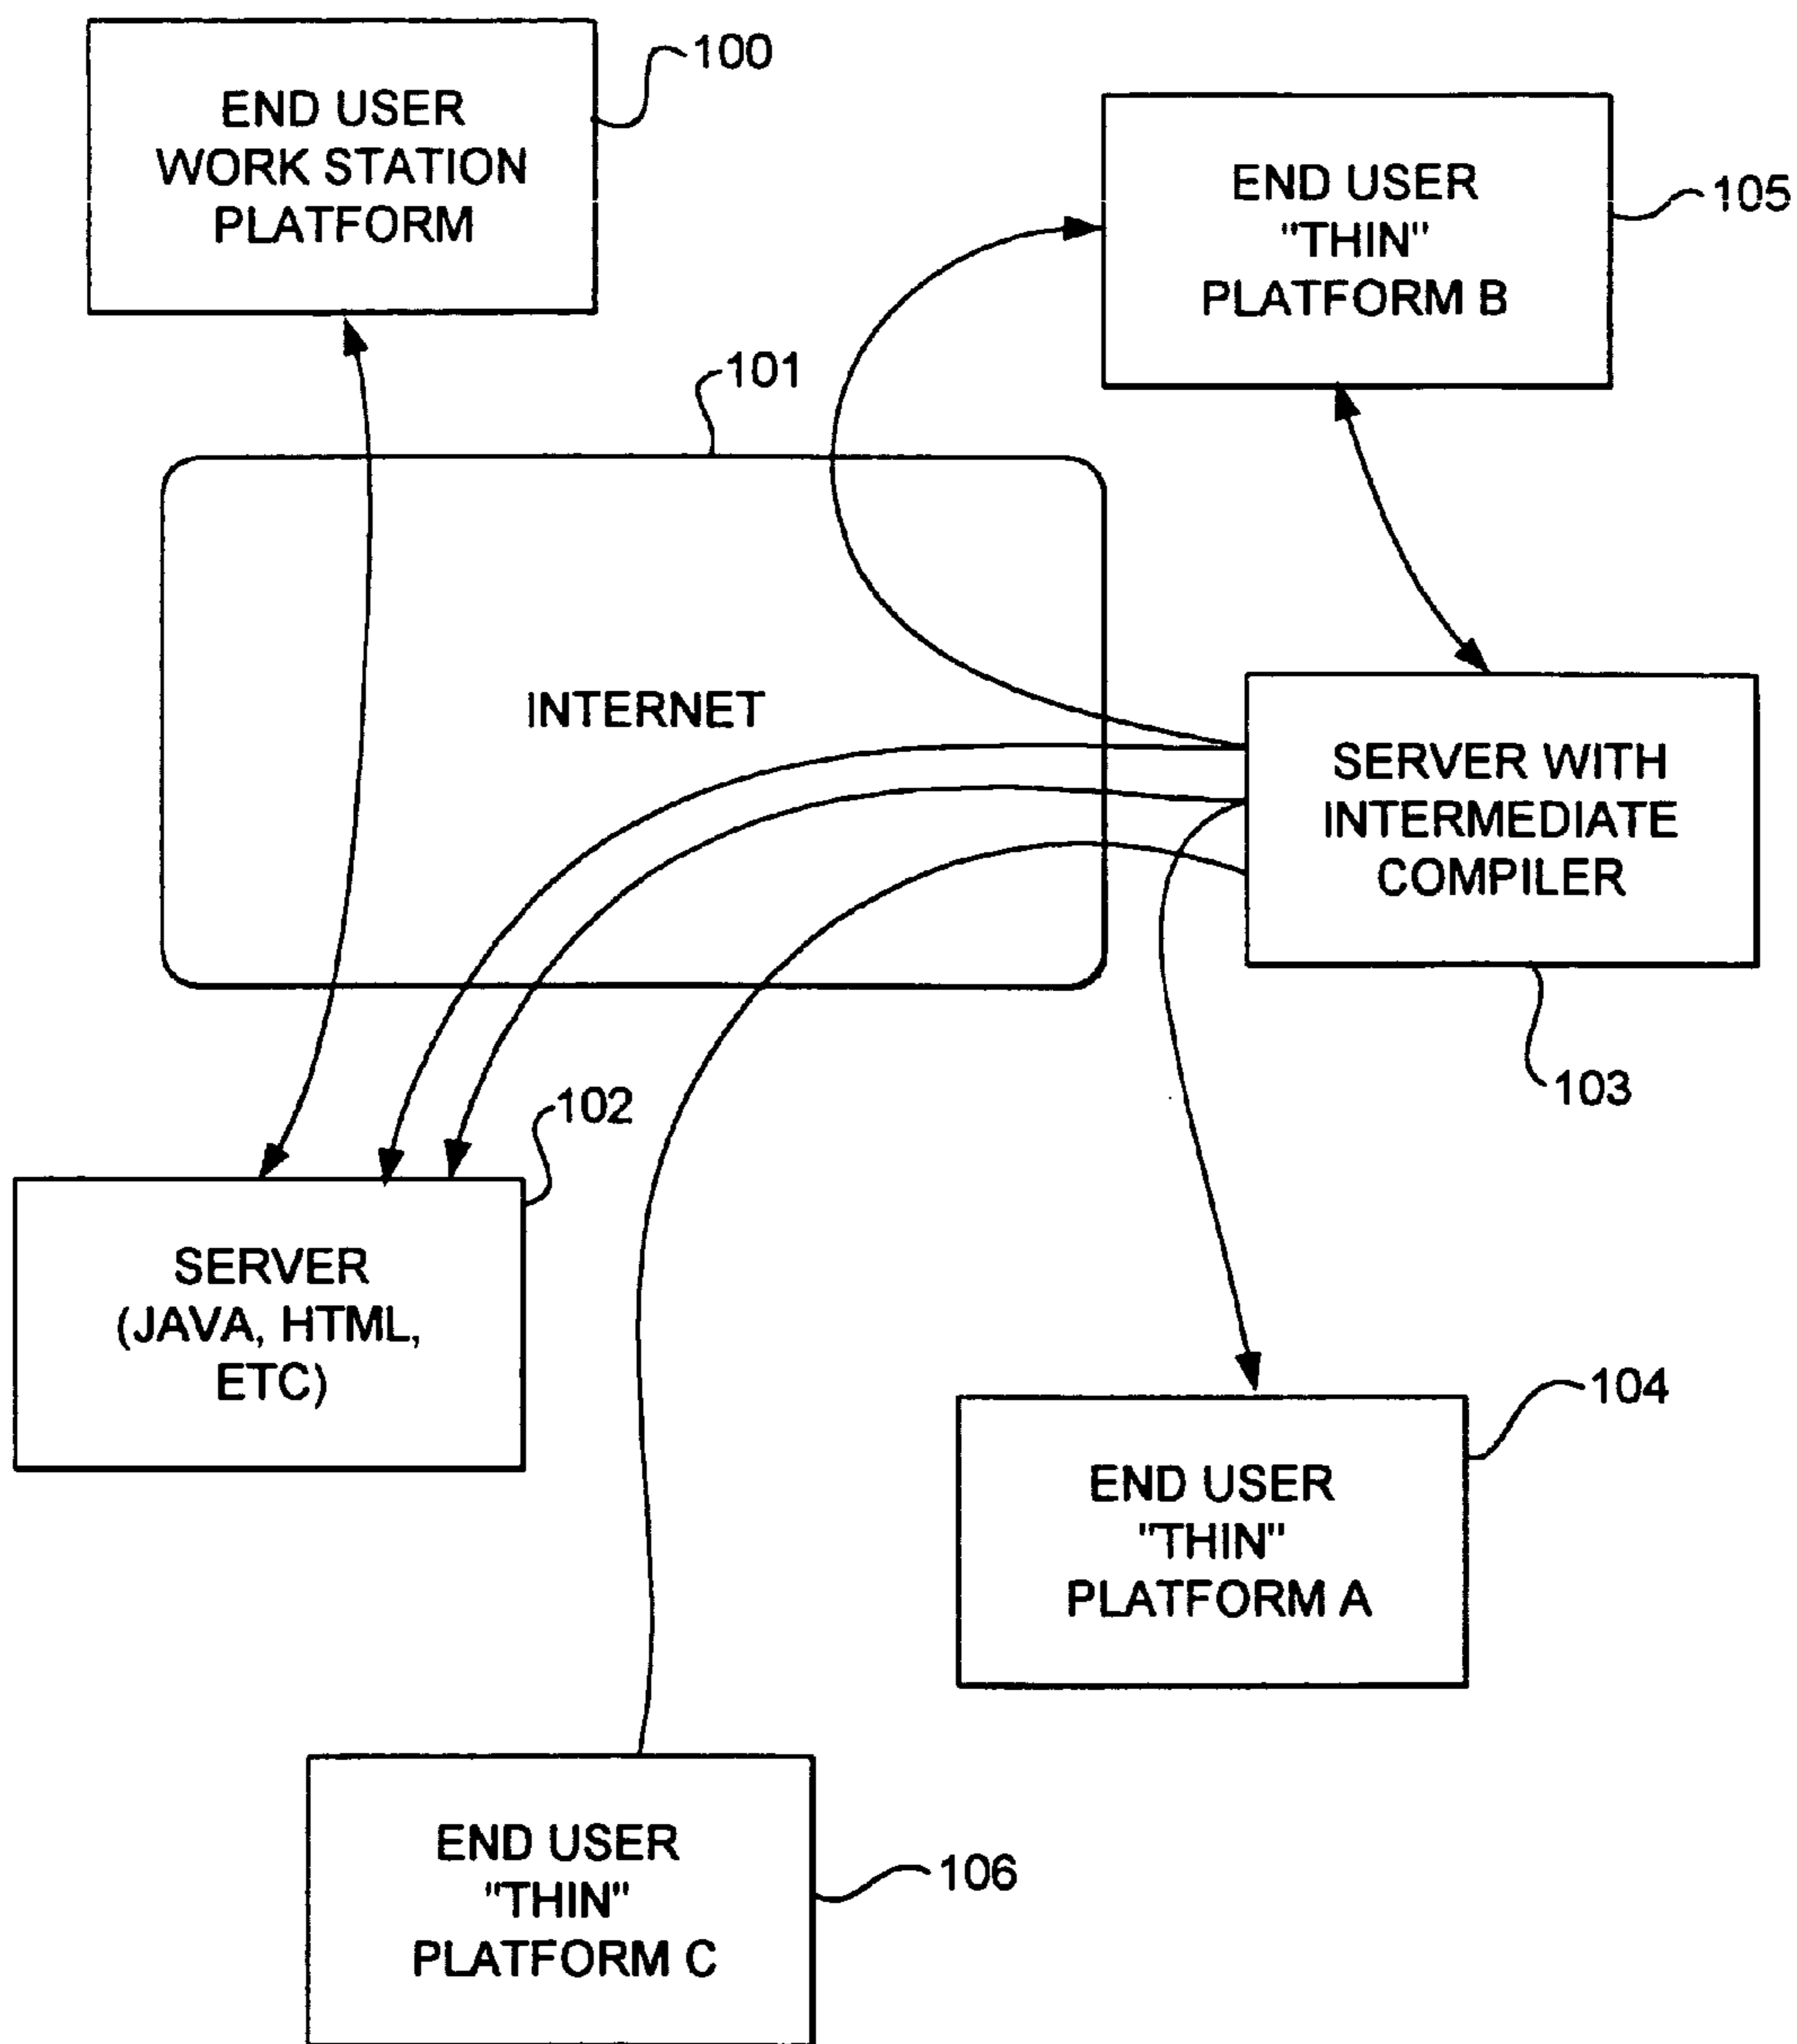 END USER
WORK STATION
PLATFORM
100
END USER
"THIN"
PLATFORM B
105
101
INTERNET
SERVER WITH
INTERMEDIATE
COMPILER
103
102
SERVER
(JAVA, HTML,
ETC)
104
END USER
"THIN"
PLATFORM A
END USER
"THIN"
PLATFORM C
106